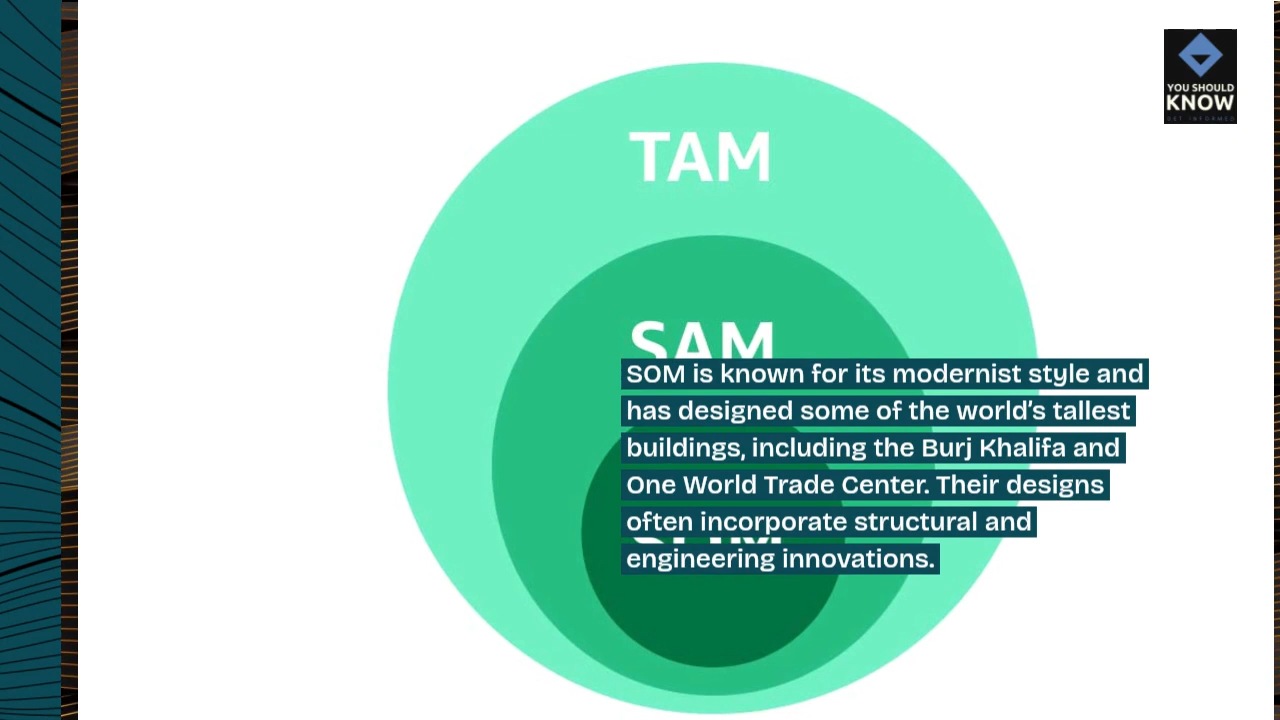 YOU SHOULD
KNOW
GET INFORMED
TAM
SAM
SOM is known for its modernist style and
has designed some of the world's tallest
buildings, including the Burj Khalifa and
One World Trade Center. Their designs
often incorporate structural and
engineering innovations.